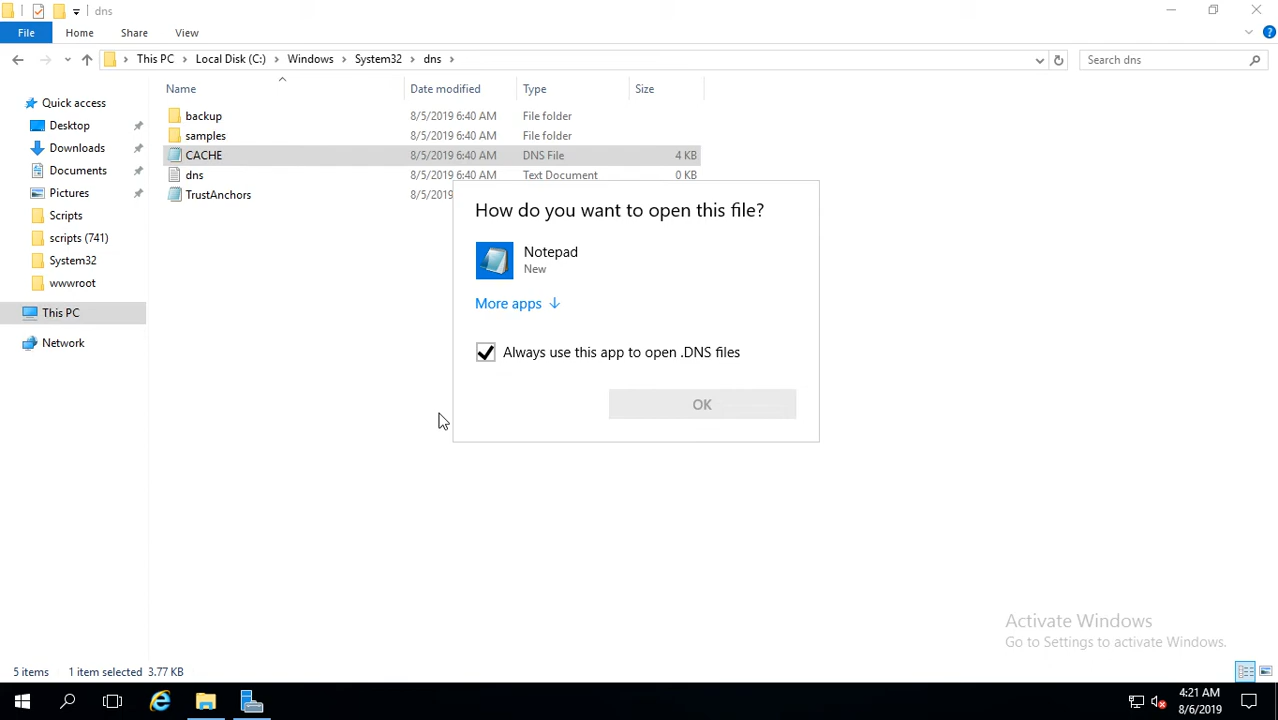 dns
File Home Share View
This PC Local Disk (C:) Windows System32 dns
Search dns
Name Date modified Type Size
Quick access
Desktop
Downloads
Documents
Pictures
Scripts
scripts (741)
System32
wwwroot
This PC
Network
backup 8/5/2019 6:40 AM File folder
samples 8/5/2019 6:40 AM File folder
CACHE 8/5/2019 6:40 AM DNS File 4 KB
dns 8/5/2019 6:40 AM Text Document 0 KB
TrustAnchors 8/5/2019
How do you want to open this file?
Notepad
New
More apps
Always use this app to open .DNS files
OK
Activate Windows
Go to Settings to activate Windows.
5 items 1 item selected 3.77 KB
4:21 AM
8/6/2019